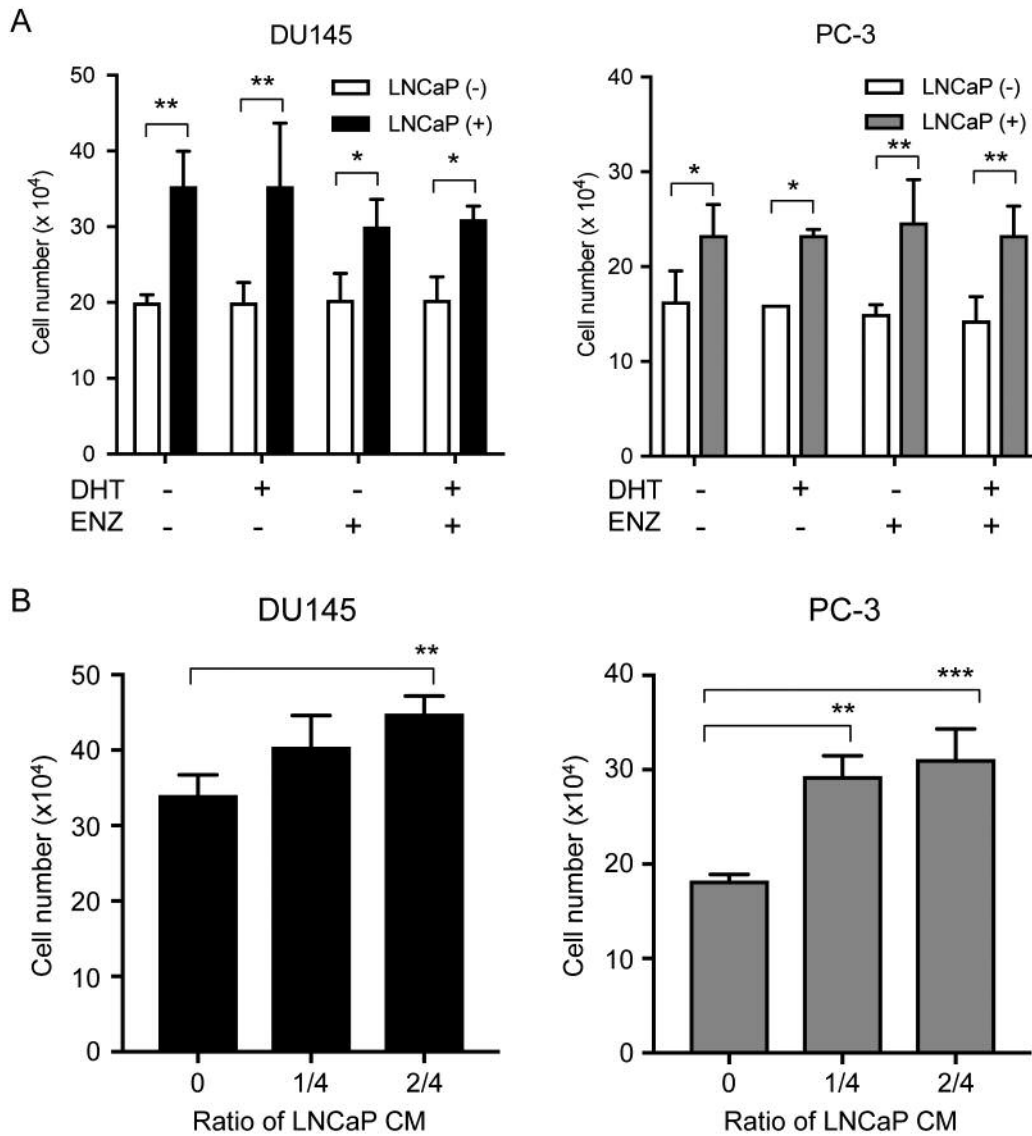 A
DU145
LNCaP (-)
LNCaP (+)
** ** * *
Cell number (x 10⁴)
50
40
30
20
10
0
DHT - + - +
ENZ - - + +
PC-3
LNCaP (-)
LNCaP (+)
* * ** **
Cell number (x 10⁴)
40
30
20
10
0
DHT - + - +
ENZ - - + +
B
DU145
**
Cell number (x10⁴)
50
40
30
20
10
0
0 1/4 2/4
Ratio of LNCaP CM
PC-3
***
**
Cell number (x10⁴)
40
30
20
10
0
0 1/4 2/4
Ratio of LNCaP CM